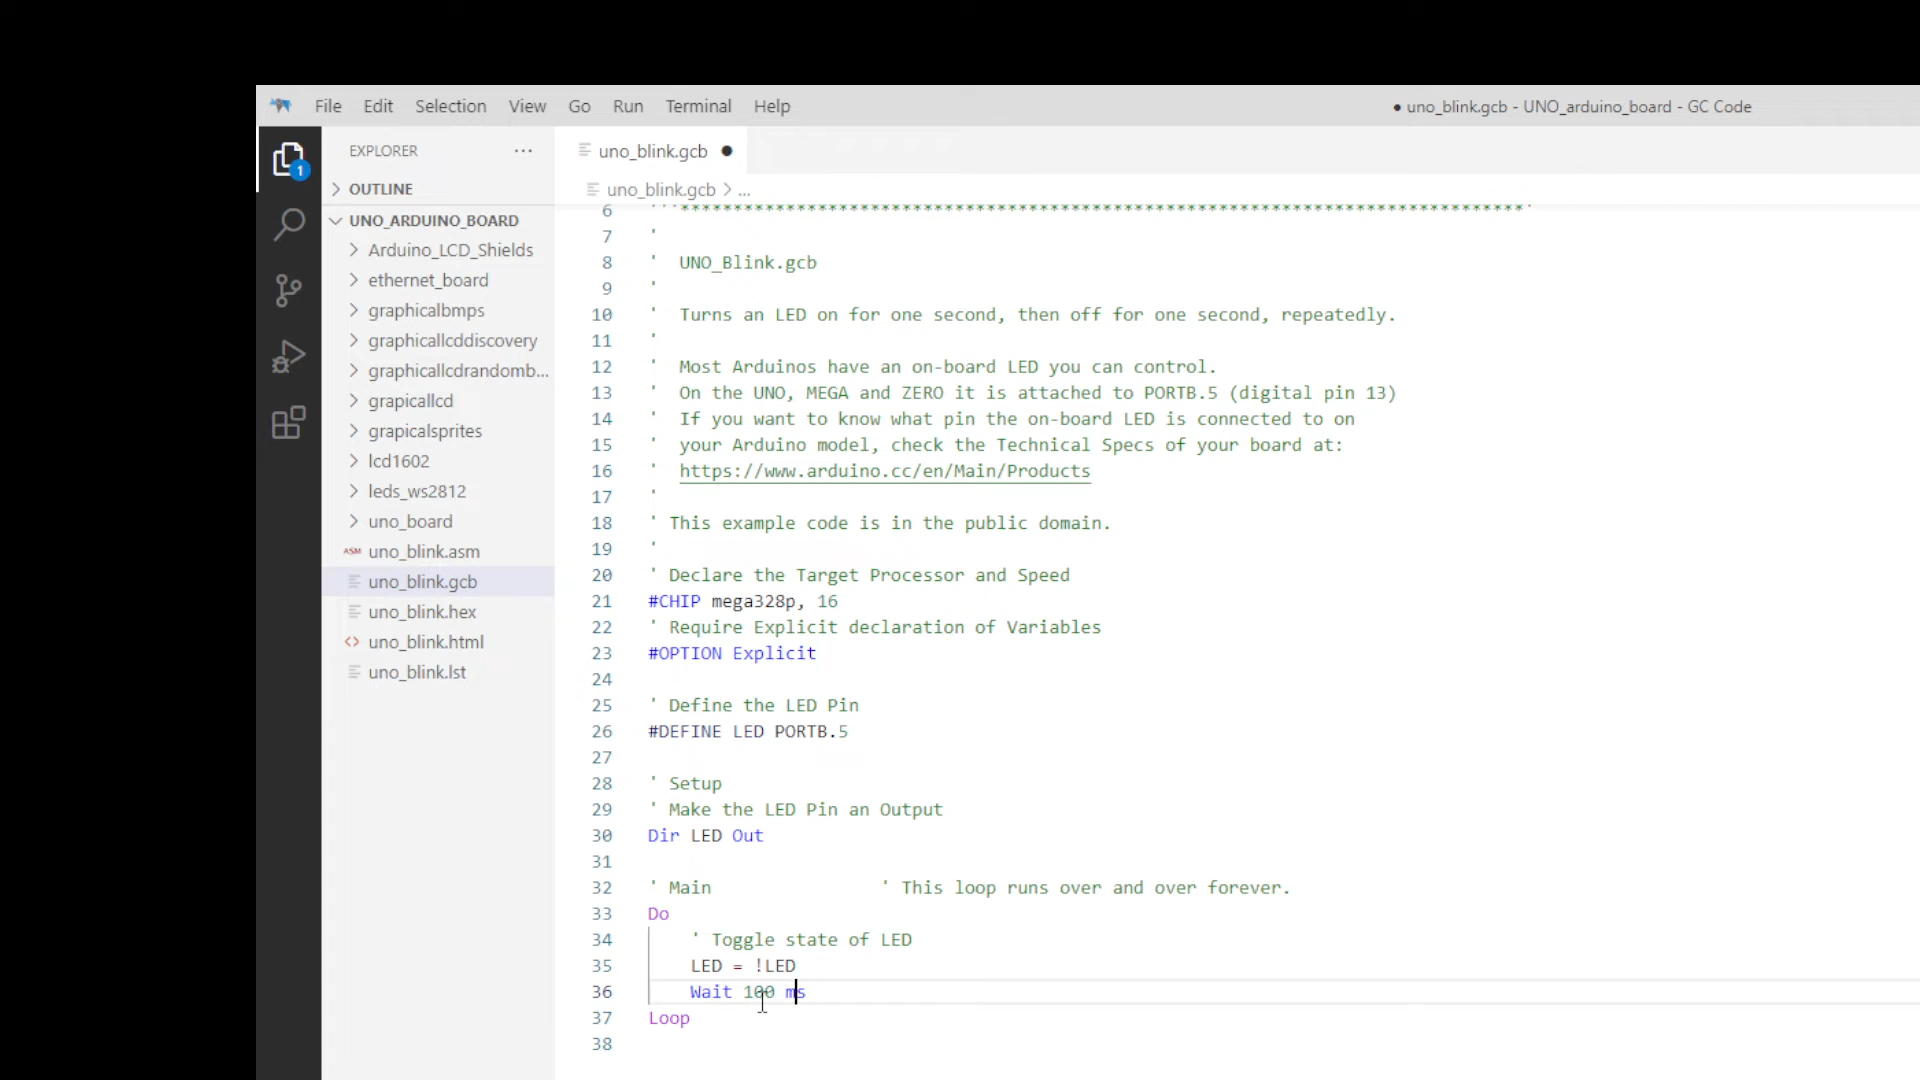 File Edit Selection View Go Run Terminal Help
● uno_blink.gcb - UNO_arduino_board - GC Code
1
EXPLORER ...
OUTLINE
UNO_ARDUINO_BOARD
Arduino_LCD_Shields
ethernet_board
graphicalbmps
graphicallcddiscovery
graphicallcdrandomb...
grapicallcd
grapicalsprites
lcd1602
leds_ws2812
uno_board
ASM uno_blink.asm
uno_blink.gcb
uno_blink.hex
<> uno_blink.html
uno_blink.lst
uno_blink.gcb ●
uno_blink.gcb > ...
6 '''********************************************************************************'
7 '
8 ' UNO_Blink.gcb
9 '
10 ' Turns an LED on for one second, then off for one second, repeatedly.
11 '
12 ' Most Arduinos have an on-board LED you can control.
13 ' On the UNO, MEGA and ZERO it is attached to PORTB.5 (digital pin 13)
14 ' If you want to know what pin the on-board LED is connected to on
15 ' your Arduino model, check the Technical Specs of your board at:
16 ' https://www.arduino.cc/en/Main/Products
17 '
18 ' This example code is in the public domain.
19 '
20 ' Declare the Target Processor and Speed
21 #CHIP mega328p, 16
22 ' Require Explicit declaration of Variables
23 #OPTION Explicit
24
25 ' Define the LED Pin
26 #DEFINE LED PORTB.5
27
28 ' Setup
29 ' Make the LED Pin an Output
30 Dir LED Out
31
32 ' Main ' This loop runs over and over forever.
33 Do
34 ' Toggle state of LED
35 LED = !LED
36 Wait 100 ms
37 Loop
38